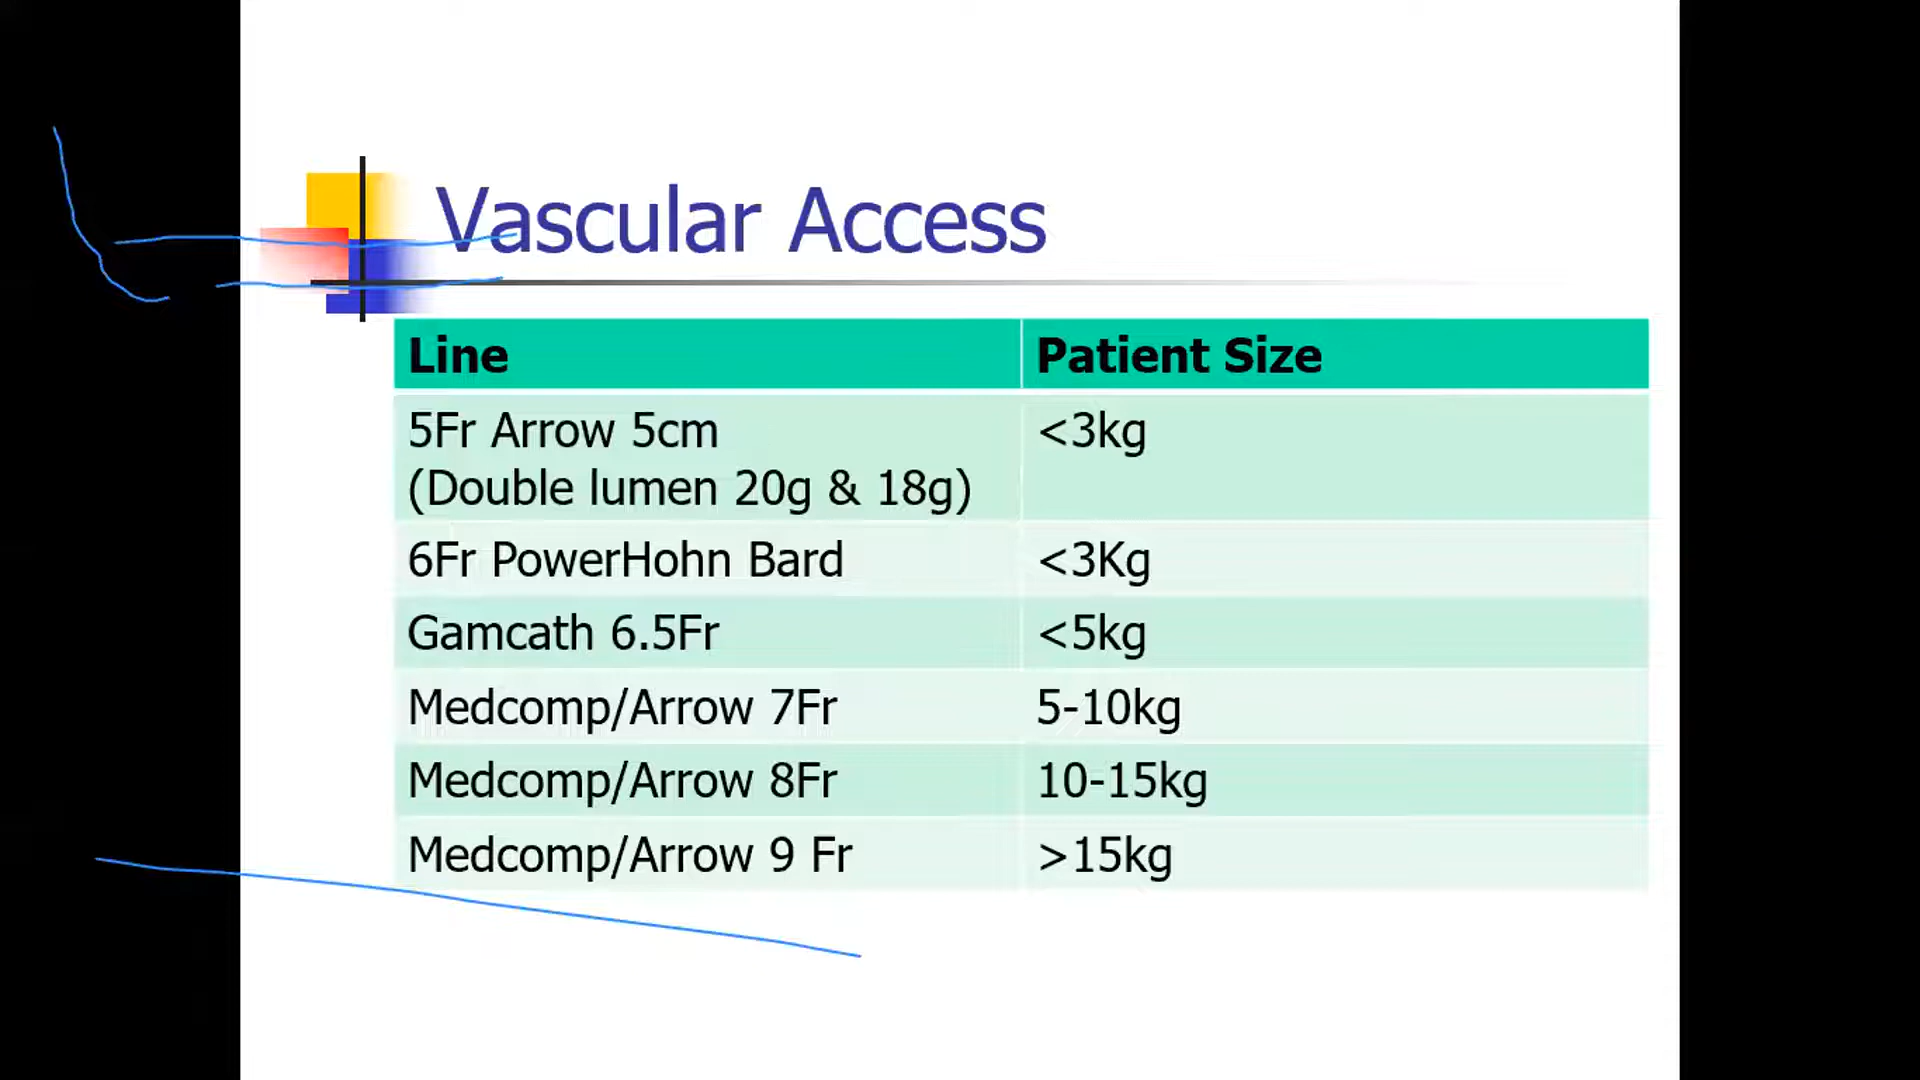 Vascular Access
Line Patient Size
5Fr Arrow 5cm <3kg
(Double lumen 20g & 18g)
6Fr PowerHohn Bard <3Kg
Gamcath 6.5Fr <5kg
Medcomp/Arrow 7Fr 5-10kg
Medcomp/Arrow 8Fr 10-15kg
Medcomp/Arrow 9 Fr >15kg